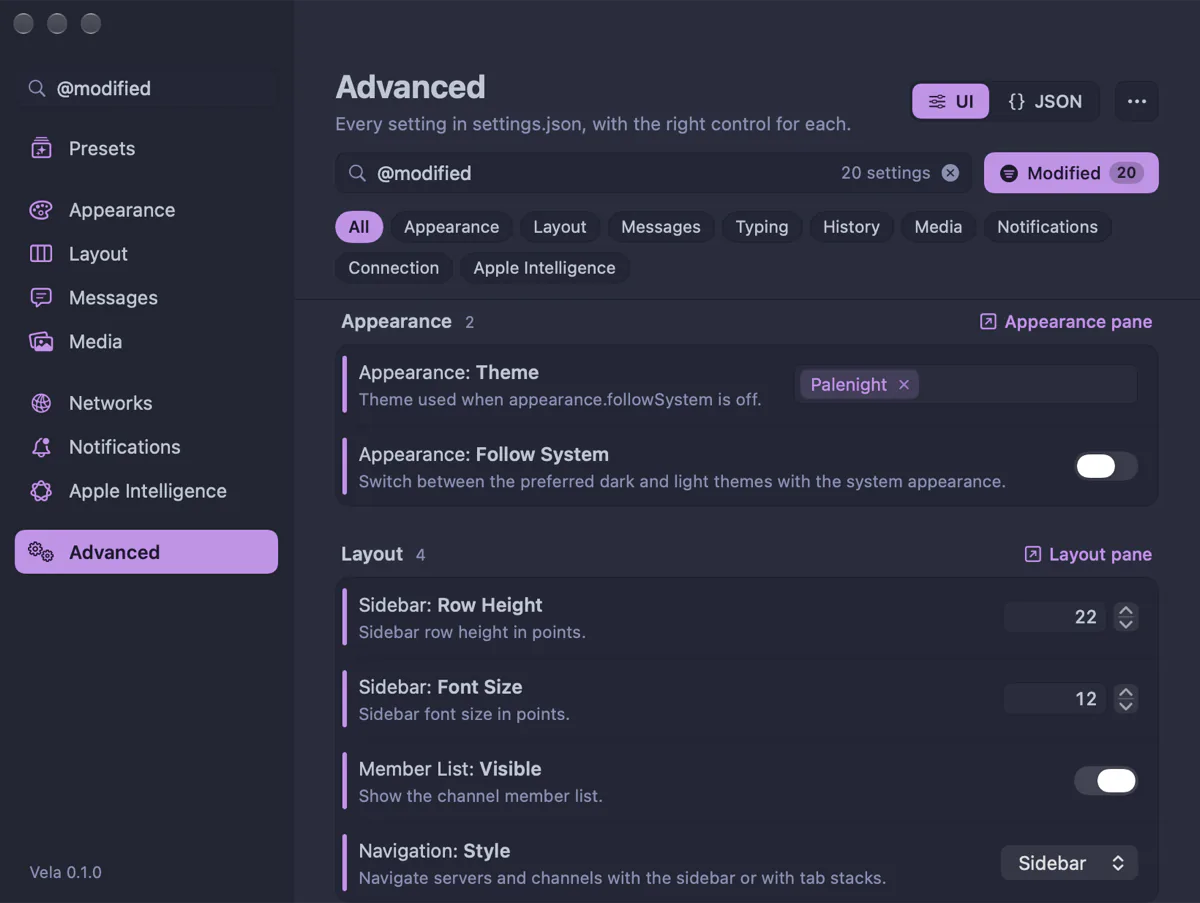 @modified
Presets
Appearance
Layout
Messages
Media
Networks
Notifications
Apple Intelligence
Advanced
Vela 0.1.0
Advanced
Every setting in settings.json, with the right control for each.
UI
{} JSON
@modified 20 settings
Modified 20
All Appearance Layout Messages Typing History Media Notifications
Connection Apple Intelligence
Appearance 2 Appearance pane
Appearance: Theme
Theme used when appearance.followSystem is off.
Palenight ×
Appearance: Follow System
Switch between the preferred dark and light themes with the system appearance.
Layout 4 Layout pane
Sidebar: Row Height
Sidebar row height in points.
22
Sidebar: Font Size
Sidebar font size in points.
12
Member List: Visible
Show the channel member list.
Navigation: Style
Navigate servers and channels with the sidebar or with tab stacks.
Sidebar